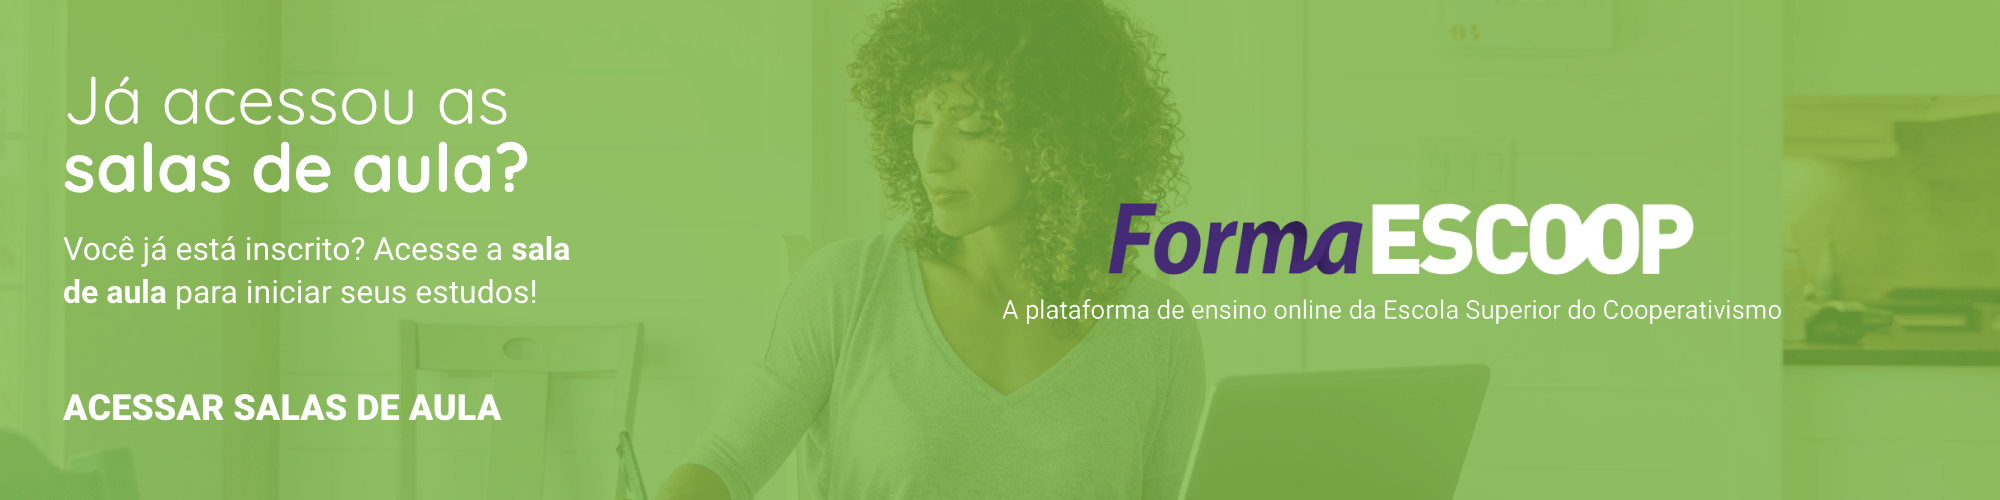 Já acessou as
salas de aula?
Você já está inscrito? Acesse a sala
de aula para iniciar seus estudos!
ACESSAR SALAS DE AULA
FormaESCOOP
A plataforma de ensino online da Escola Superior do Cooperativismo